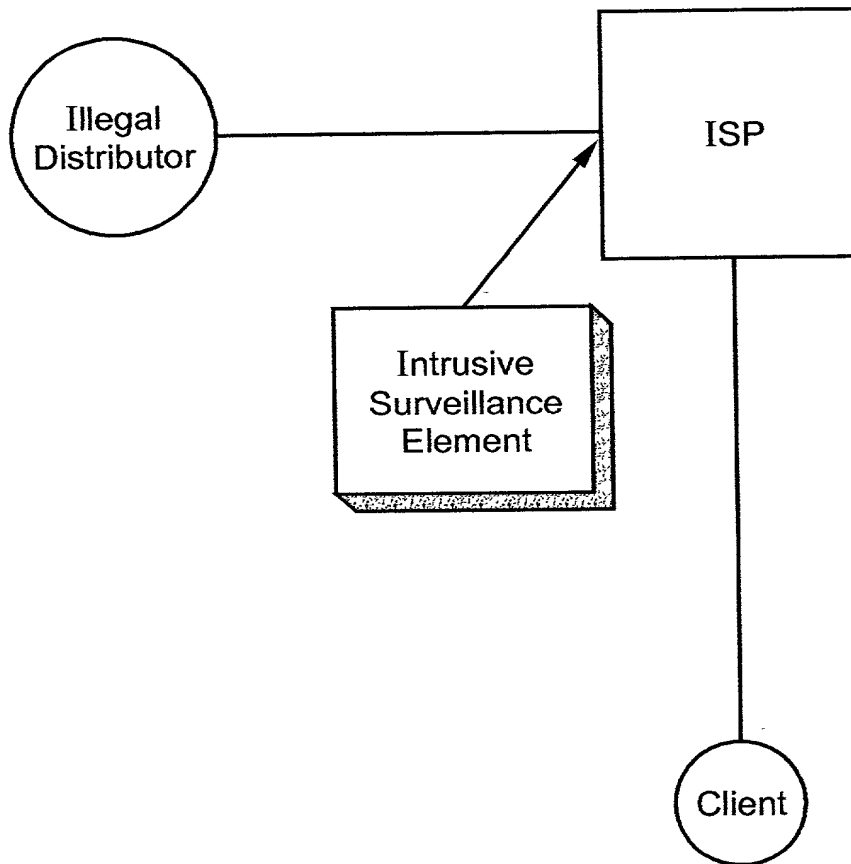 Illegal
Distributor
ISP
Intrusive
Surveillance
Element
Client